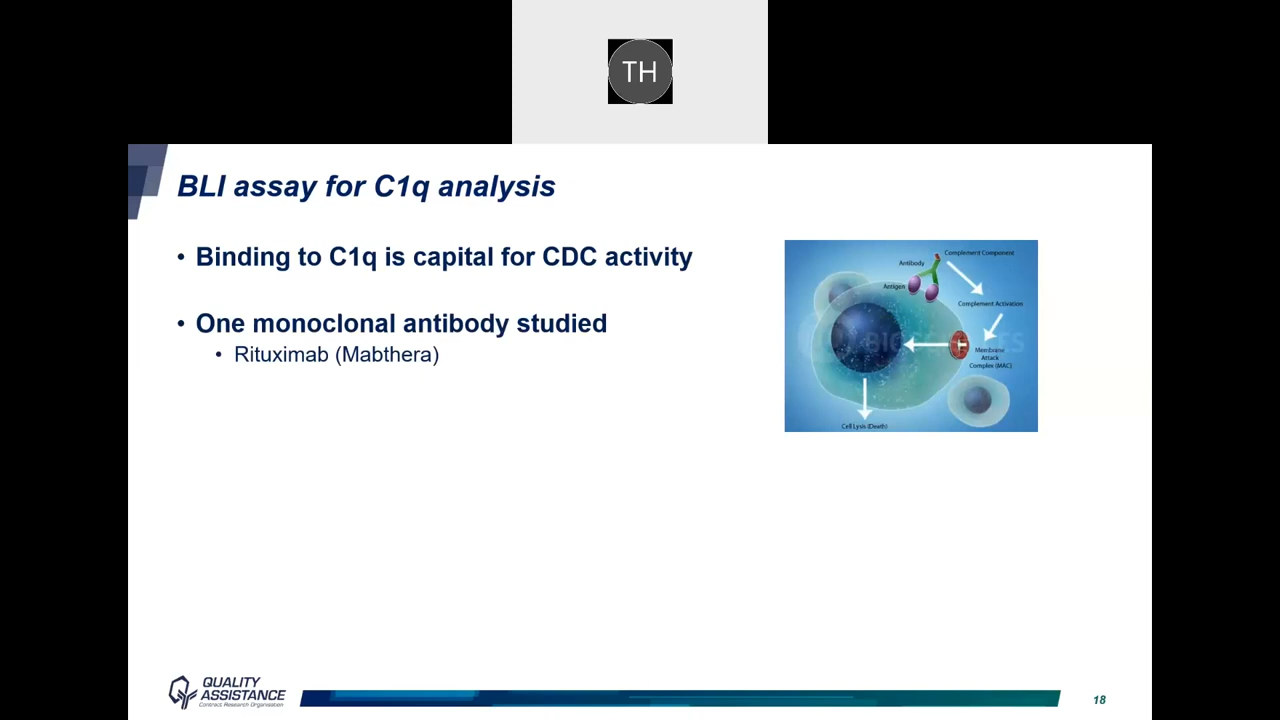 TH
BLI assay for C1q analysis
• Binding to C1q is capital for CDC activity
• One monoclonal antibody studied
• Rituximab (Mabthera)
Complement Component
Antibody
Antigen
Complement Activation
Membrane
Attack
Complex (MAC)
Cell Lysis (Death)
QUALITY
ASSISTANCE
Contract Research Organisation
18